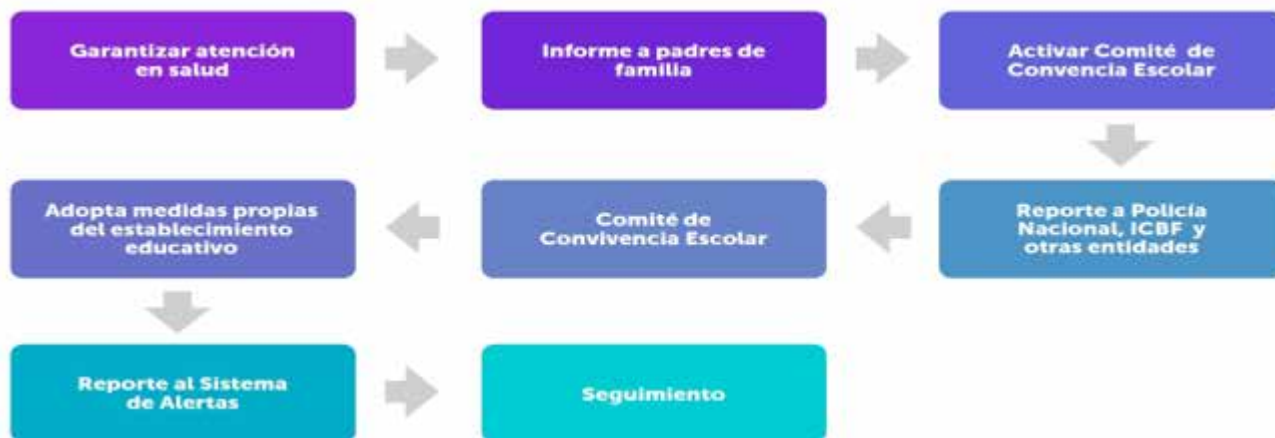 Garantizar atención
en salud
Informe a padres de
familia
Activar Comité de
Convencia Escolar
Reporte a Policía
Nacional, ICBF y
otras entidades
Comité de
Convivencia Escolar
Adopta medidas propias
del establecimiento
educativo
Reporte al Sistema
de Alertas
Seguimiento